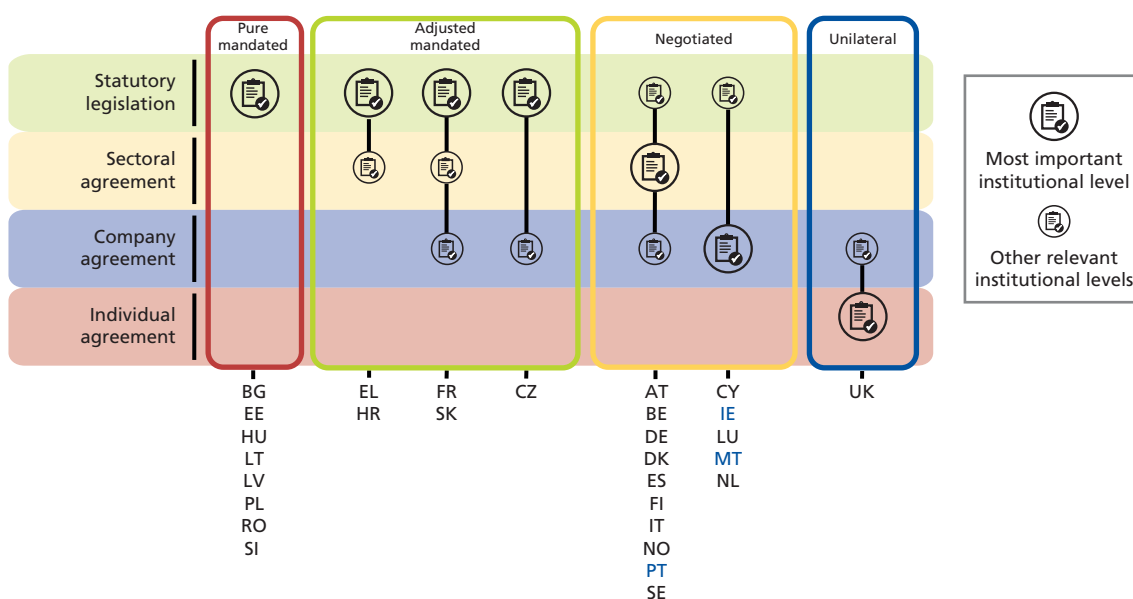 Pure
mandated
Adjusted
mandated
Negotiated
Unilateral
Statutory
legislation
Sectoral
agreement
Company
agreement
Individual
agreement
Most important
institutional level
Other relevant
institutional levels
BG
EE
HU
LT
LV
PL
RO
SI
EL
HR
FR
SK
CZ
AT
BE
DE
DK
ES
FI
IT
NO
PT
SE
CY
IE
LU
MT
NL
UK